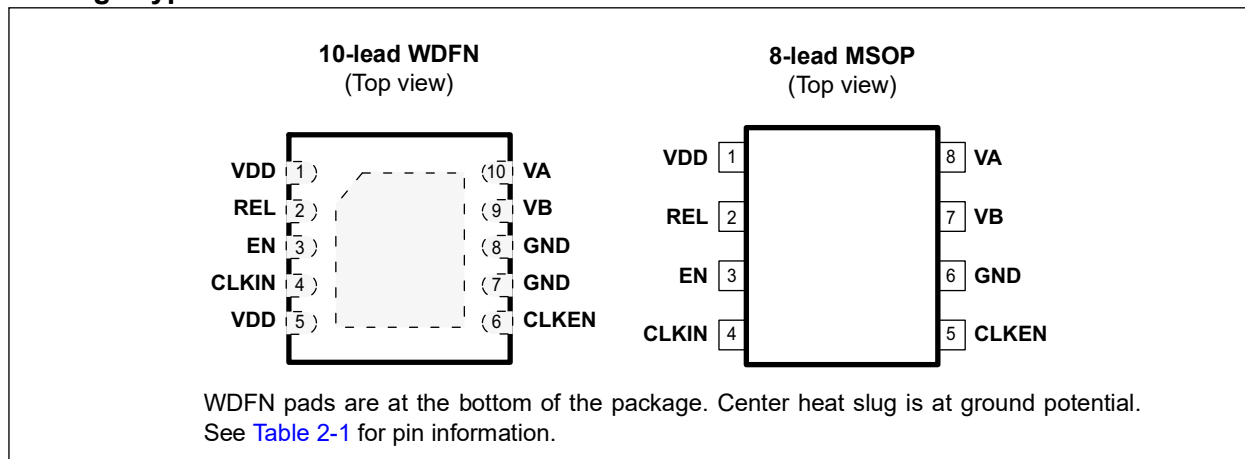 10-lead WDFN
(Top view)
VDD 1
REL 2
EN 3
CLKIN 4
VDD 5
10 VA
9 VB
8 GND
7 GND
6 CLKEN
8-lead MSOP
(Top view)
VDD 1
REL 2
EN 3
CLKIN 4
8 VA
7 VB
6 GND
5 CLKEN
WDFN pads are at the bottom of the package. Center heat slug is at ground potential.
See Table 2-1 for pin information.